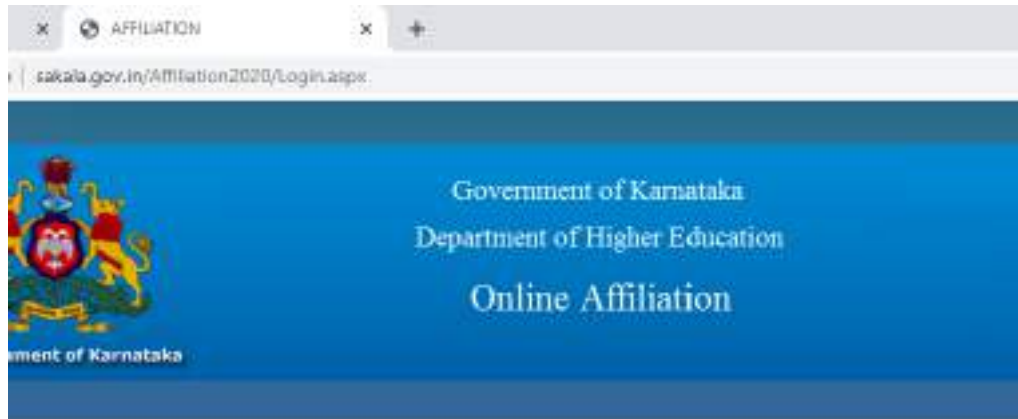 AFFILIATION
sakala.gov.in/Affiliation2020/Login.aspx
Government of Karnataka
Department of Higher Education
Online Affiliation
ment of Karnataka